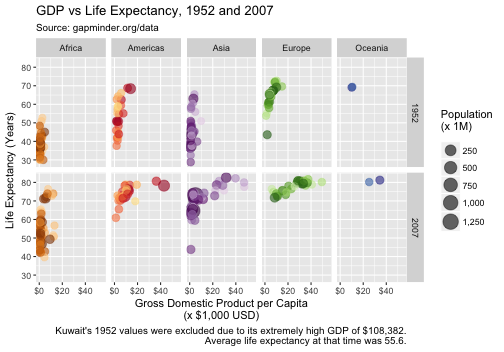 GDP vs Life Expectancy, 1952 and 2007
Source: gapminder.org/data
Africa Americas Asia Europe Oceania
80
70
60
50
40
30
1952
80
70
60
50
40
30
2007
Life Expectancy (Years)
$0 $20 $40 $0 $20 $40 $0 $20 $40 $0 $20 $40 $0 $20 $40
Gross Domestic Product per Capita
(x $1,000 USD)
Population
(x 1M)
250
500
750
1,000
1,250
Kuwait's 1952 values were excluded due to its extremely high GDP of $108,382.
Average life expectancy at that time was 55.6.